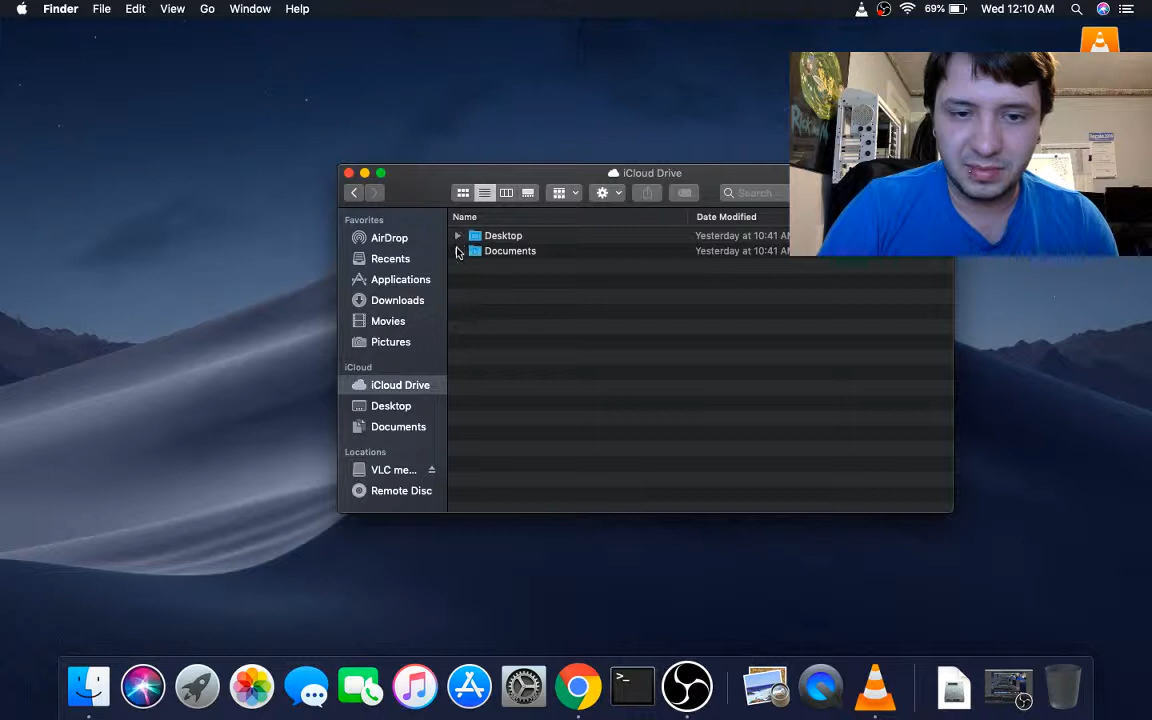 Finder File Edit View Go Window Help 69% Wed 12:10 AM
iCloud Drive
Search
Favorites
AirDrop
Recents
Applications
Downloads
Movies
Pictures
iCloud
iCloud Drive
Desktop
Documents
Locations
VLC me...
Remote Disc
Name Date Modified
Desktop Yesterday at 10:41 AM
Documents Yesterday at 10:41 AM